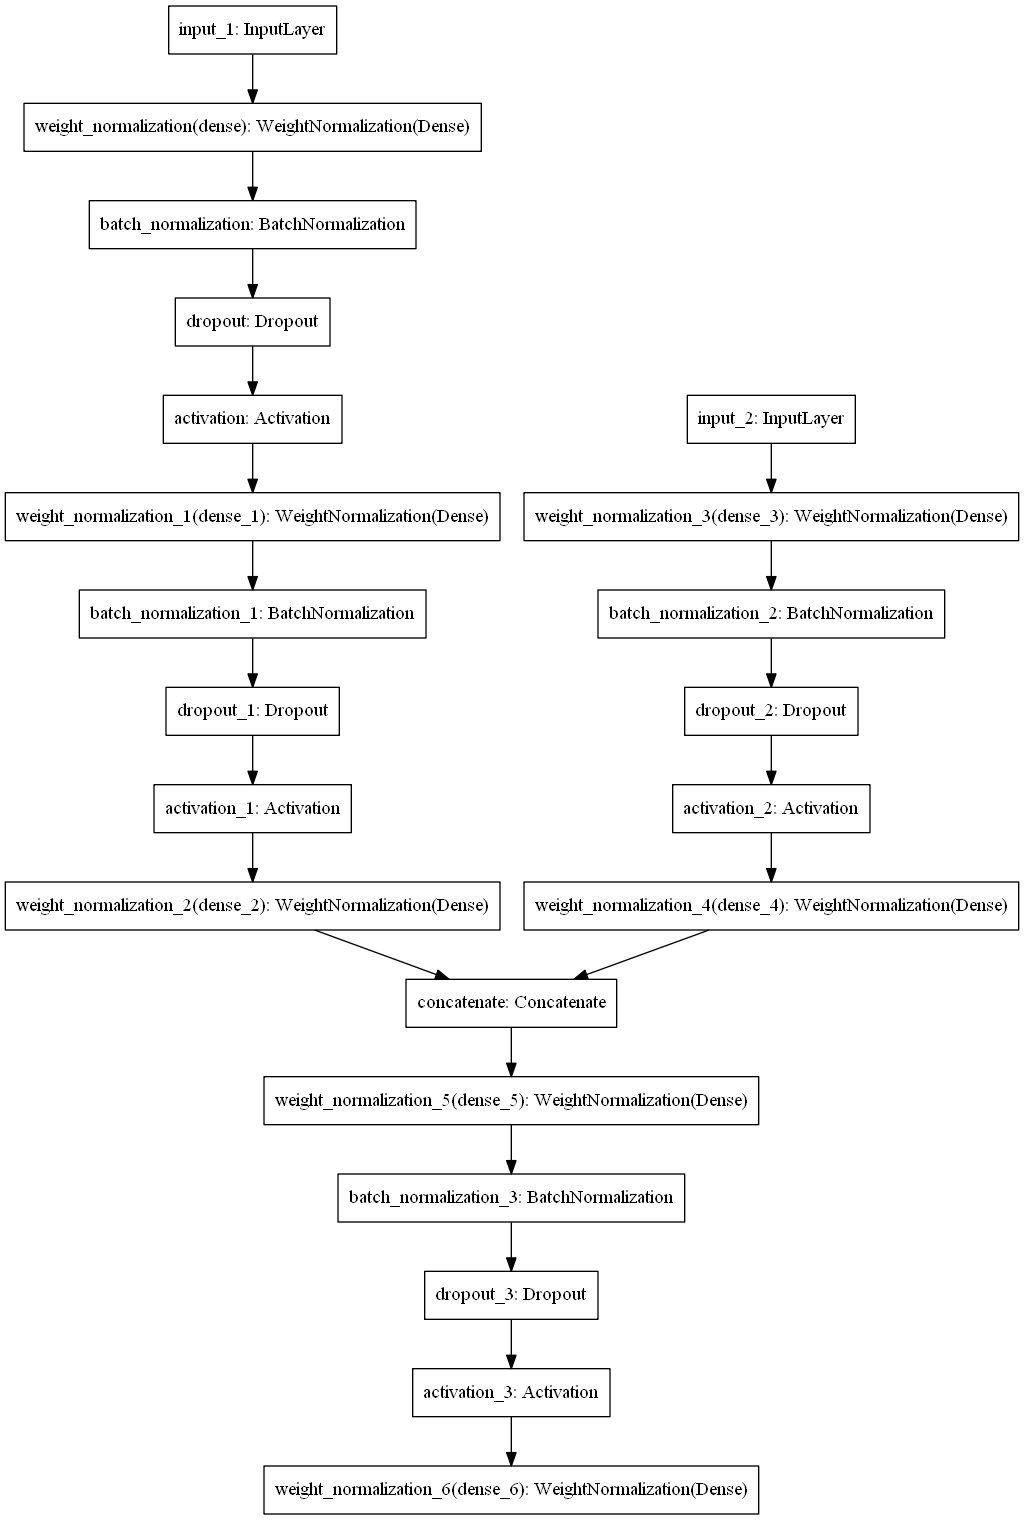 input_1: InputLayer
weight_normalization(dense): WeightNormalization(Dense)
batch_normalization: BatchNormalization
dropout: Dropout
activation: Activation
input_2: InputLayer
weight_normalization_1(dense_1): WeightNormalization(Dense)
weight_normalization_3(dense_3): WeightNormalization(Dense)
batch_normalization_1: BatchNormalization
batch_normalization_2: BatchNormalization
dropout_1: Dropout
dropout_2: Dropout
activation_1: Activation
activation_2: Activation
weight_normalization_2(dense_2): WeightNormalization(Dense)
weight_normalization_4(dense_4): WeightNormalization(Dense)
concatenate: Concatenate
weight_normalization_5(dense_5): WeightNormalization(Dense)
batch_normalization_3: BatchNormalization
dropout_3: Dropout
activation_3: Activation
weight_normalization_6(dense_6): WeightNormalization(Dense)